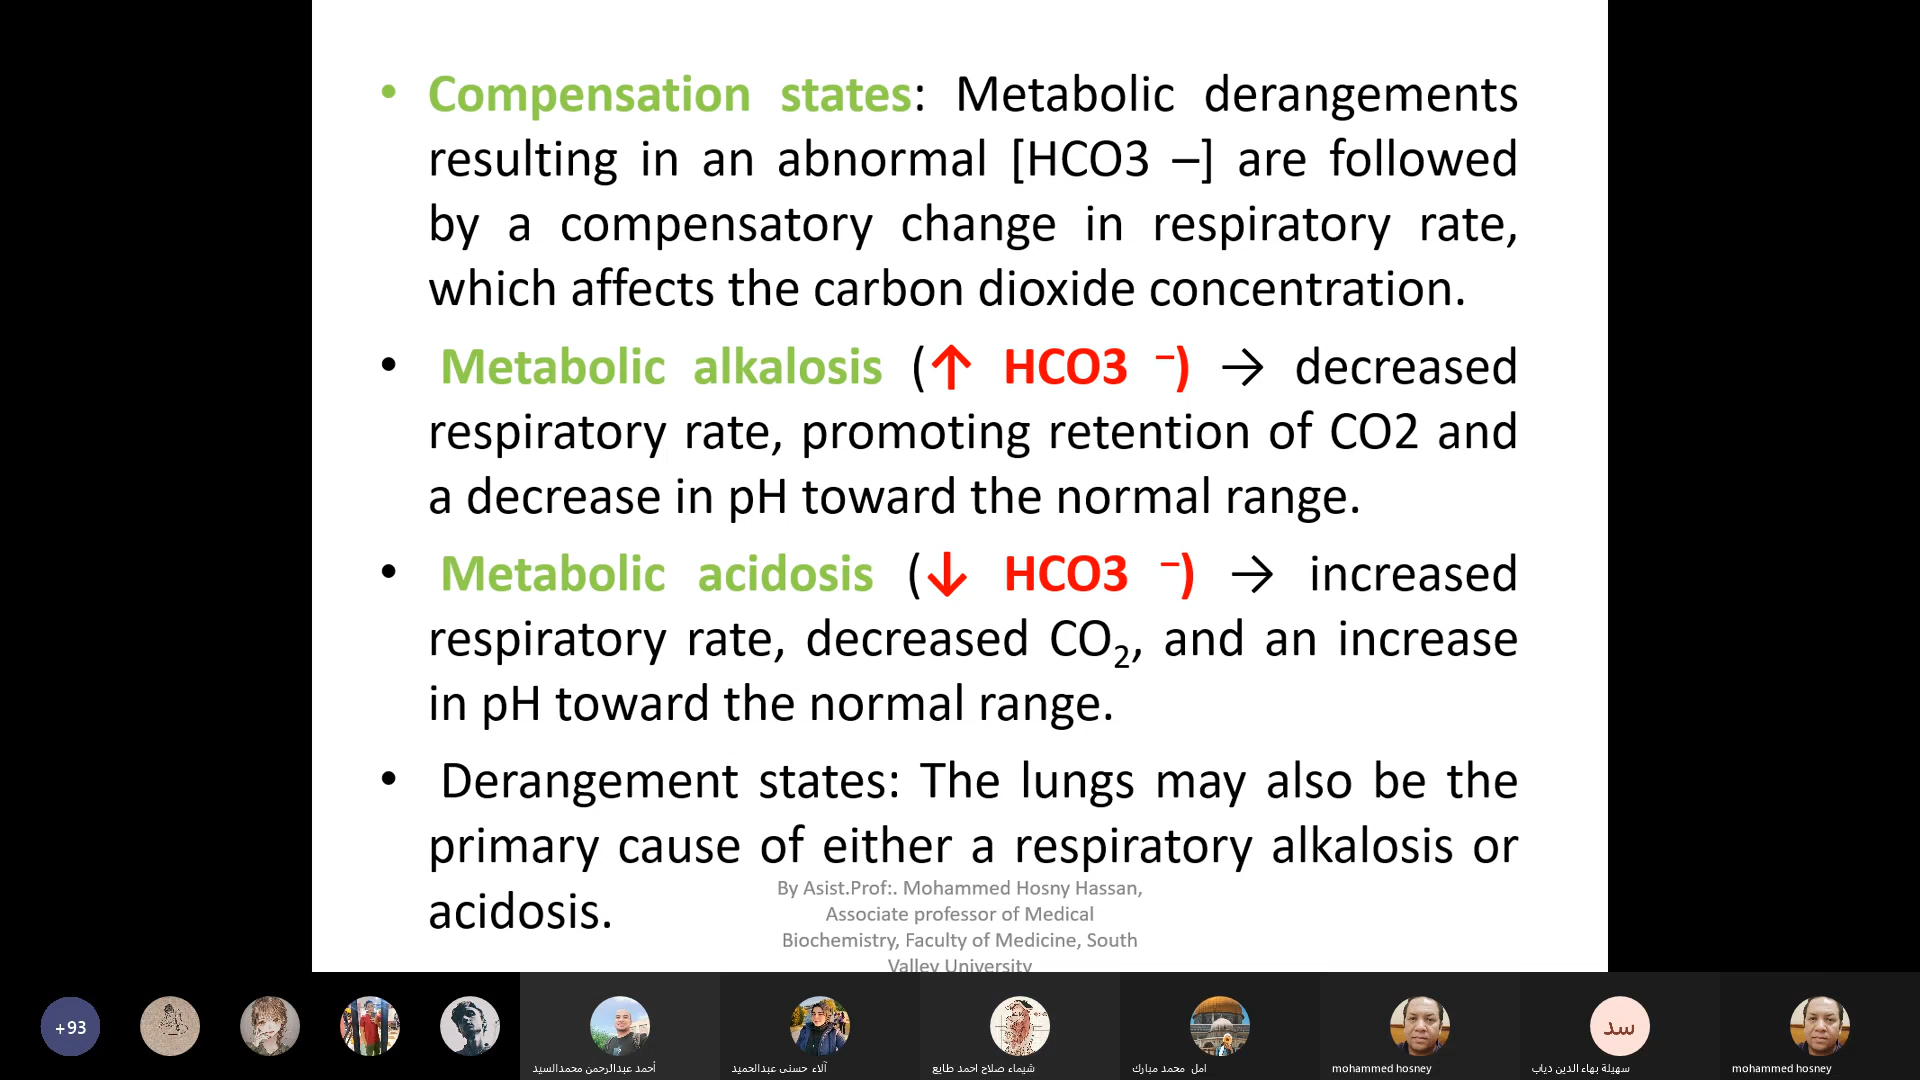 • Compensation states: Metabolic derangements
resulting in an abnormal [HCO3 –] are followed
by a compensatory change in respiratory rate,
which affects the carbon dioxide concentration.
• Metabolic alkalosis (↑ HCO3 –) → decreased
respiratory rate, promoting retention of CO2 and
a decrease in pH toward the normal range.
• Metabolic acidosis (↓ HCO3 –) → increased
respiratory rate, decreased CO₂, and an increase
in pH toward the normal range.
• Derangement states: The lungs may also be the
primary cause of either a respiratory alkalosis or
acidosis.
By Asist.Prof:. Mohammed Hosny Hassan,
Associate professor of Medical
Biochemistry, Faculty of Medicine, South
Valley University
+93
أحمد عبدالرحمن محمدالسيد
آلاء حسنى عبدالحميد
شيماء صلاح احمد طايع
امل محمد مبارك
mohammed hosney
سد
سهيلة بهاء الدين دياب
mohammed hosney